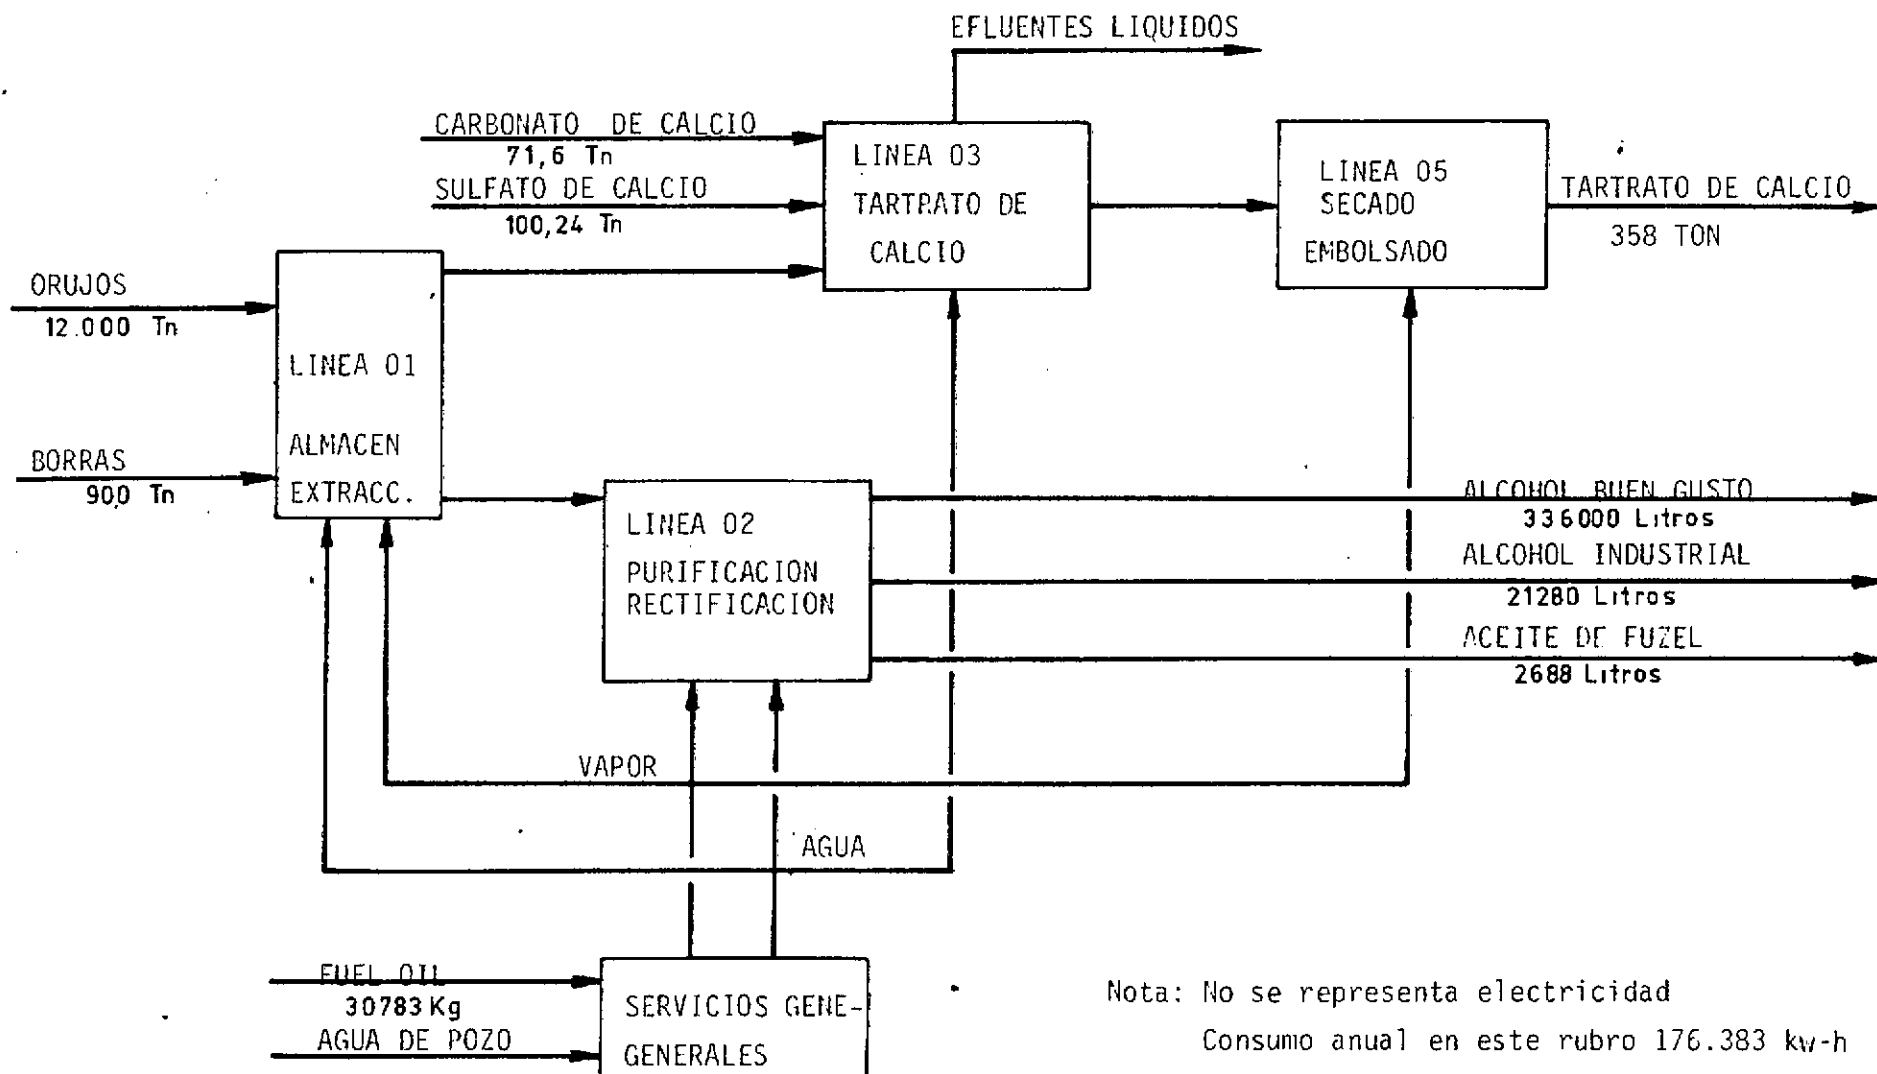 EFLUENTES LIQUIDOS
CARBONATO DE CALCIO
71,6 Tn
SULFATO DE CALCIO
100,24 Tn
LINEA 03
TARTRATO DE
CALCIO
LINEA 05
SECADO
EMBOLSADO
TARTRATO DE CALCIO
358 TON
ORUJOS
12.000 Tn
BORRAS
900 Tn
LINEA 01
ALMACEN
EXTRACC.
LINEA 02
PURIFICACION
RECTIFICACION
ALCOHOL BUEN GUSTO
336000 Litros
ALCOHOL INDUSTRIAL
21280 Litros
ACEITE DE FUZEL
2688 Litros
VAPOR
AGUA
FUEL OIL
30783 Kg
AGUA DE POZO
SERVICIOS GENE-
GENERALES
Nota: No se representa electricidad
Consumo anual en este rubro 176.383 kw-h